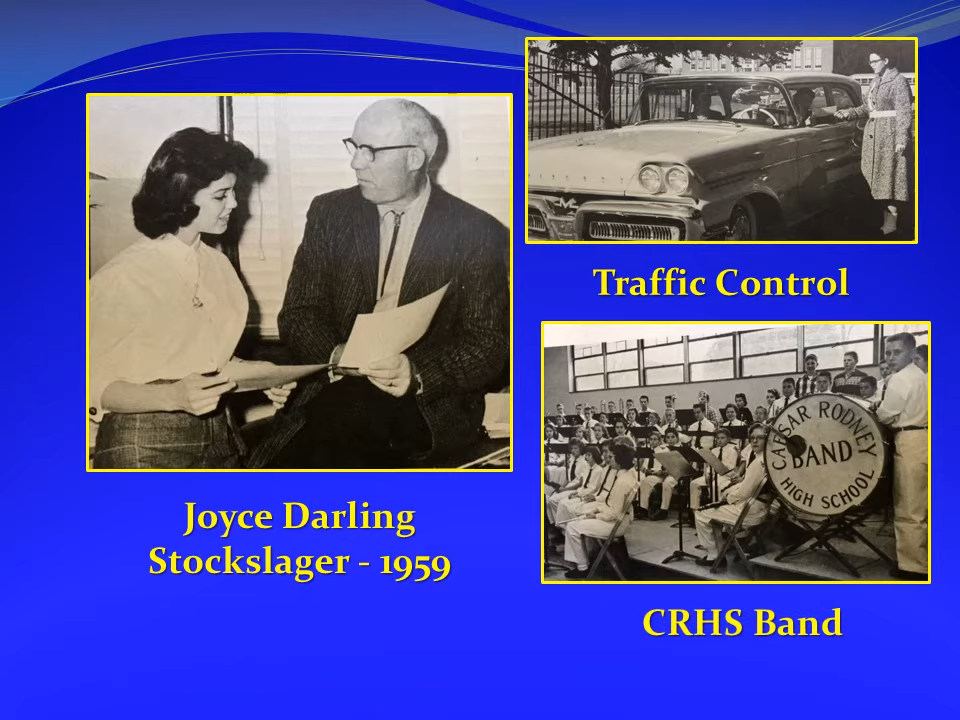 Traffic Control
CAESAR RODNEY
BAND
HIGH SCHOOL
Joyce Darling
Stockslager - 1959
CRHS Band